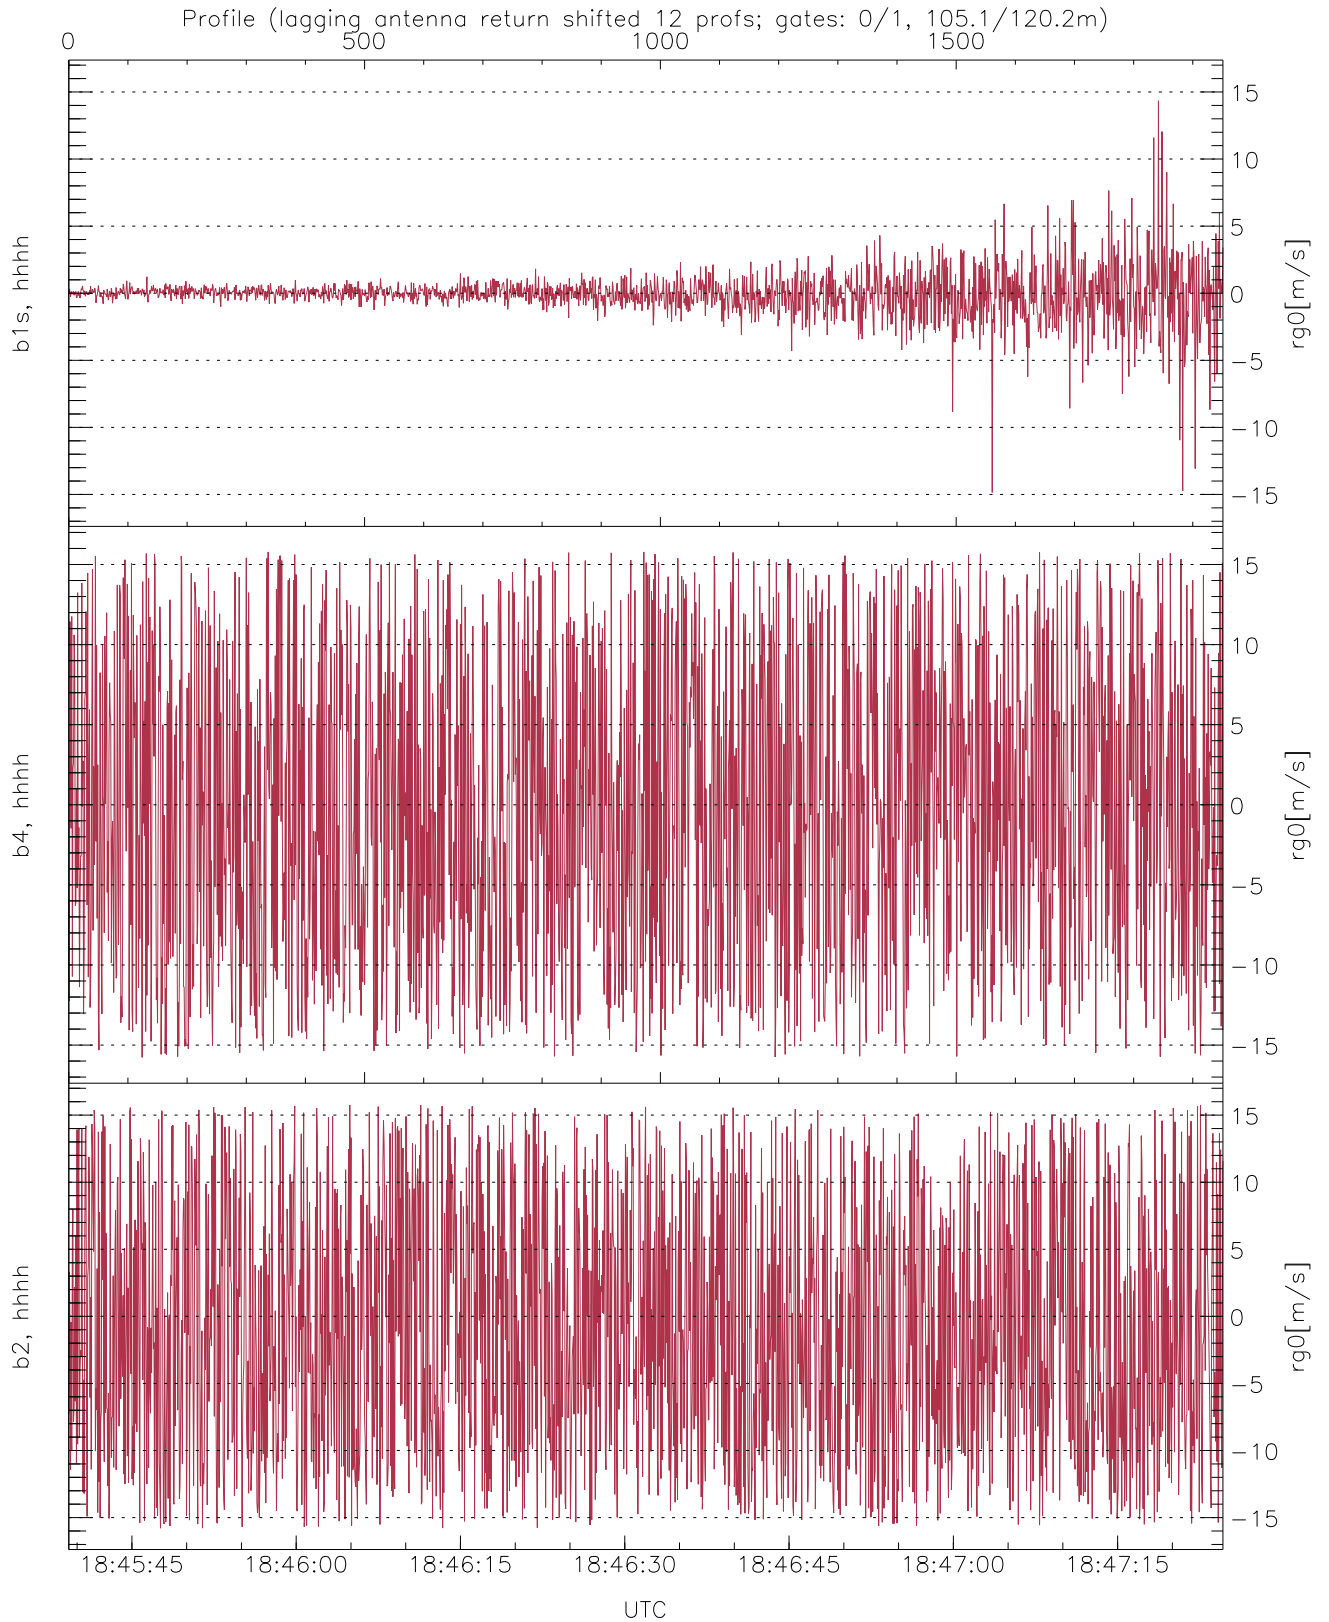 Profile (lagging antenna return shifted 12 profs; gates: 0/1, 105.1/120.2m)
0 500 1000 1500
b1s, hhhh
15
10
5
0
−5
−10
−15
rg0[m/s]
b4, hhhh
15
10
5
0
−5
−10
−15
rg0[m/s]
b2, hhhh
15
10
5
0
−5
−10
−15
rg0[m/s]
18:45:45 18:46:00 18:46:15 18:46:30 18:46:45 18:47:00 18:47:15
UTC